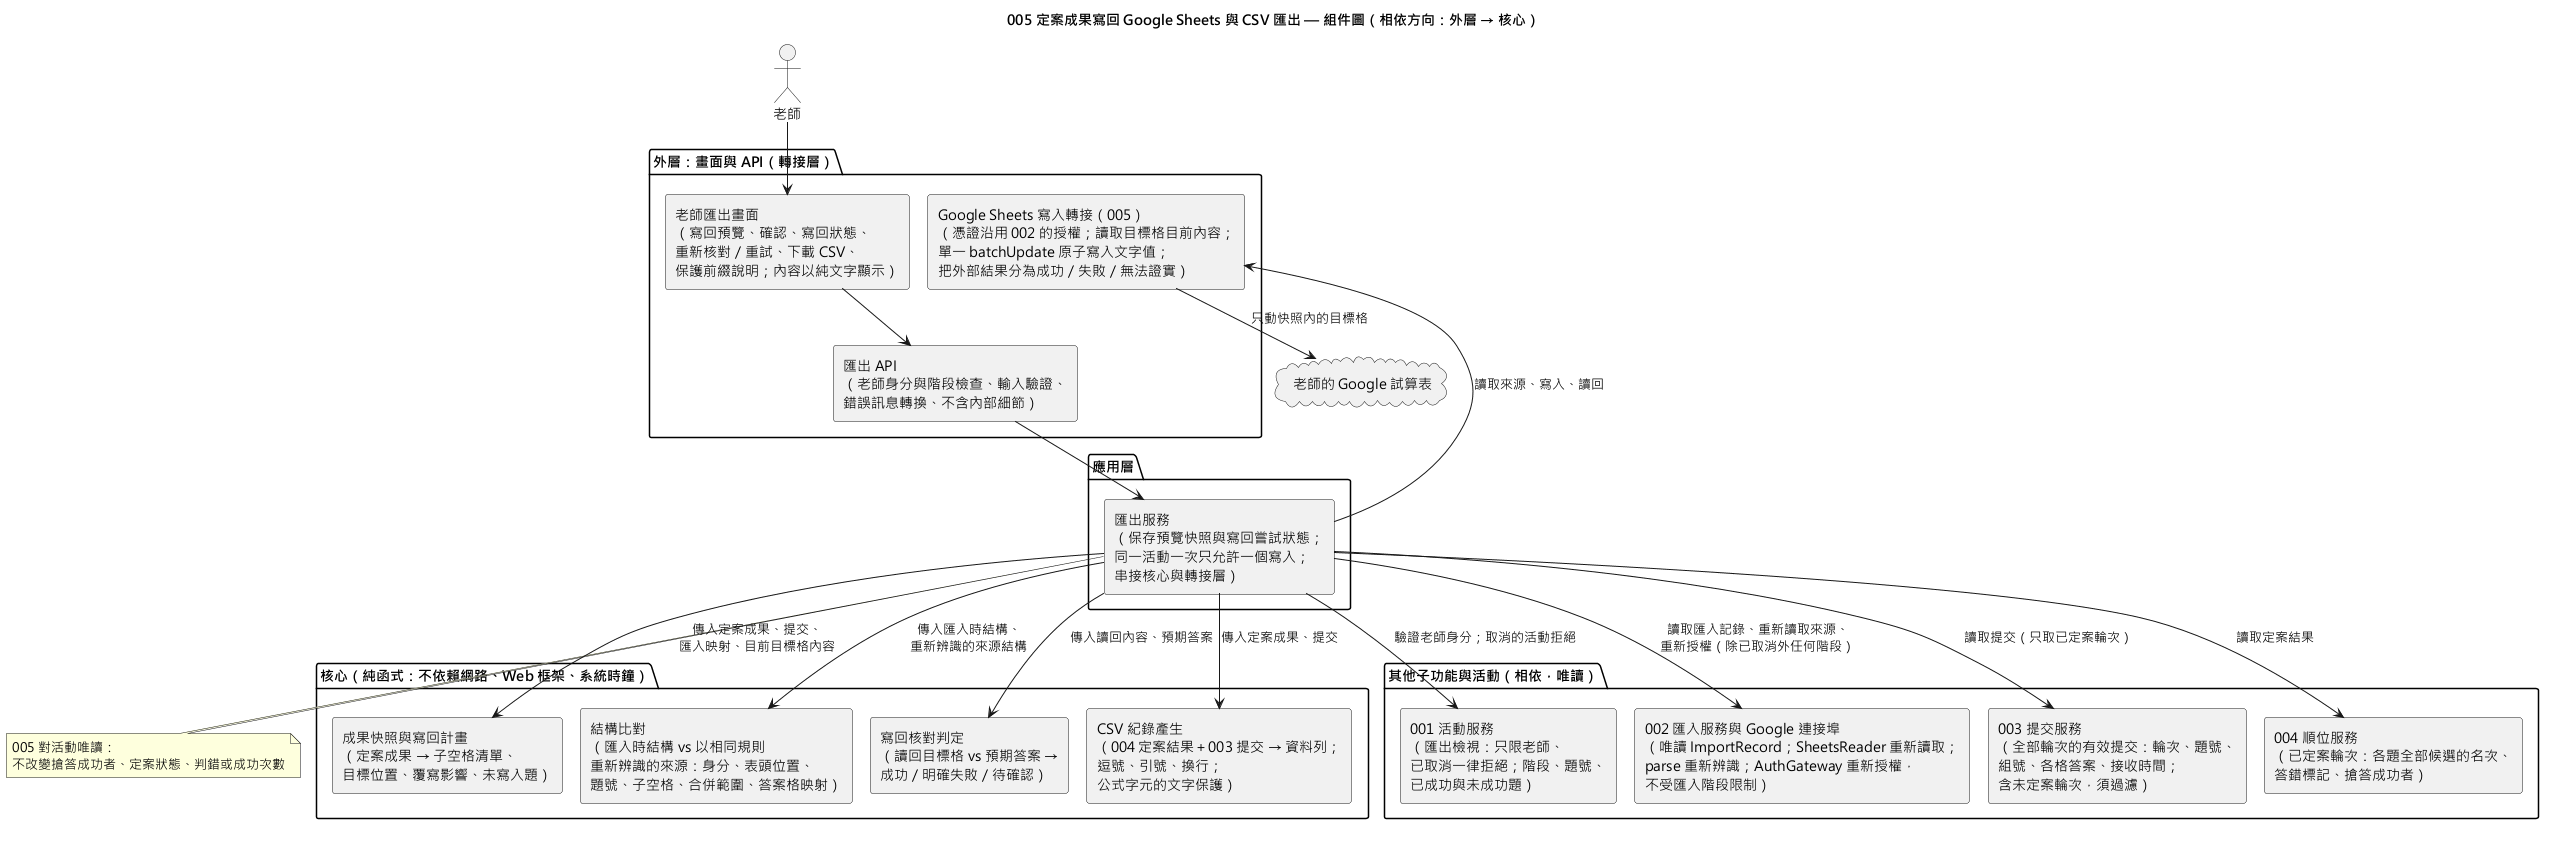 005 定案成果寫回 Google Sheets 與 CSV 匯出 — 組件圖（相依方向：外層 → 核心）
老師
外層：畫面與 API（轉接層）
老師匯出畫面
（寫回預覽、確認、寫回狀態、
重新核對 / 重試、下載 CSV、
保護前綴說明；內容以純文字顯示）
Google Sheets 寫入轉接（005）
（憑證沿用 002 的授權；讀取目標格目前內容；
單一 batchUpdate 原子寫入文字值；
把外部結果分為成功 / 失敗 / 無法證實）
只動快照內的目標格
匯出 API
（老師身分與階段檢查、輸入驗證、
錯誤訊息轉換、不含內部細節）
老師的 Google 試算表
讀取來源、寫入、讀回
應用層
匯出服務
（保存預覽快照與寫回嘗試狀態；
同一活動一次只允許一個寫入；
串接核心與轉接層）
傳入定案成果、提交、
匯入映射、目前目標格內容
傳入匯入時結構、
重新辨識的來源結構
傳入讀回內容、預期答案
傳入定案成果、提交
驗證老師身分；取消的活動拒絕
讀取匯入記錄、重新讀取來源、
重新授權（除已取消外任何階段）
讀取提交（只取已定案輪次）
讀取定案結果
核心（純函式：不依賴網路、Web 框架、系統時鐘）
其他子功能與活動（相依．唯讀）
005 對活動唯讀：
不改變搶答成功者、定案狀態、判錯或成功次數
成果快照與寫回計畫
（定案成果 → 子空格清單、
目標位置、覆寫影響、未寫入題）
結構比對
（匯入時結構 vs 以相同規則
重新辨識的來源：身分、表頭位置、
題號、子空格、合併範圍、答案格映射）
寫回核對判定
（讀回目標格 vs 預期答案 →
成功 / 明確失敗 / 待確認）
CSV 紀錄產生
（004 定案結果 + 003 提交 → 資料列；
逗號、引號、換行；
公式字元的文字保護）
001 活動服務
（匯出檢視：只限老師、
已取消一律拒絕；階段、題號、
已成功與未成功題）
002 匯入服務與 Google 連接埠
（唯讀 ImportRecord；SheetsReader 重新讀取；
parse 重新辨識；AuthGateway 重新授權．
不受匯入階段限制）
003 提交服務
（全部輪次的有效提交：輪次、題號、
組號、各格答案、接收時間；
含未定案輪次．須過濾）
004 順位服務
（已定案輪次：各題全部候選的名次、
答錯標記、搶答成功者）